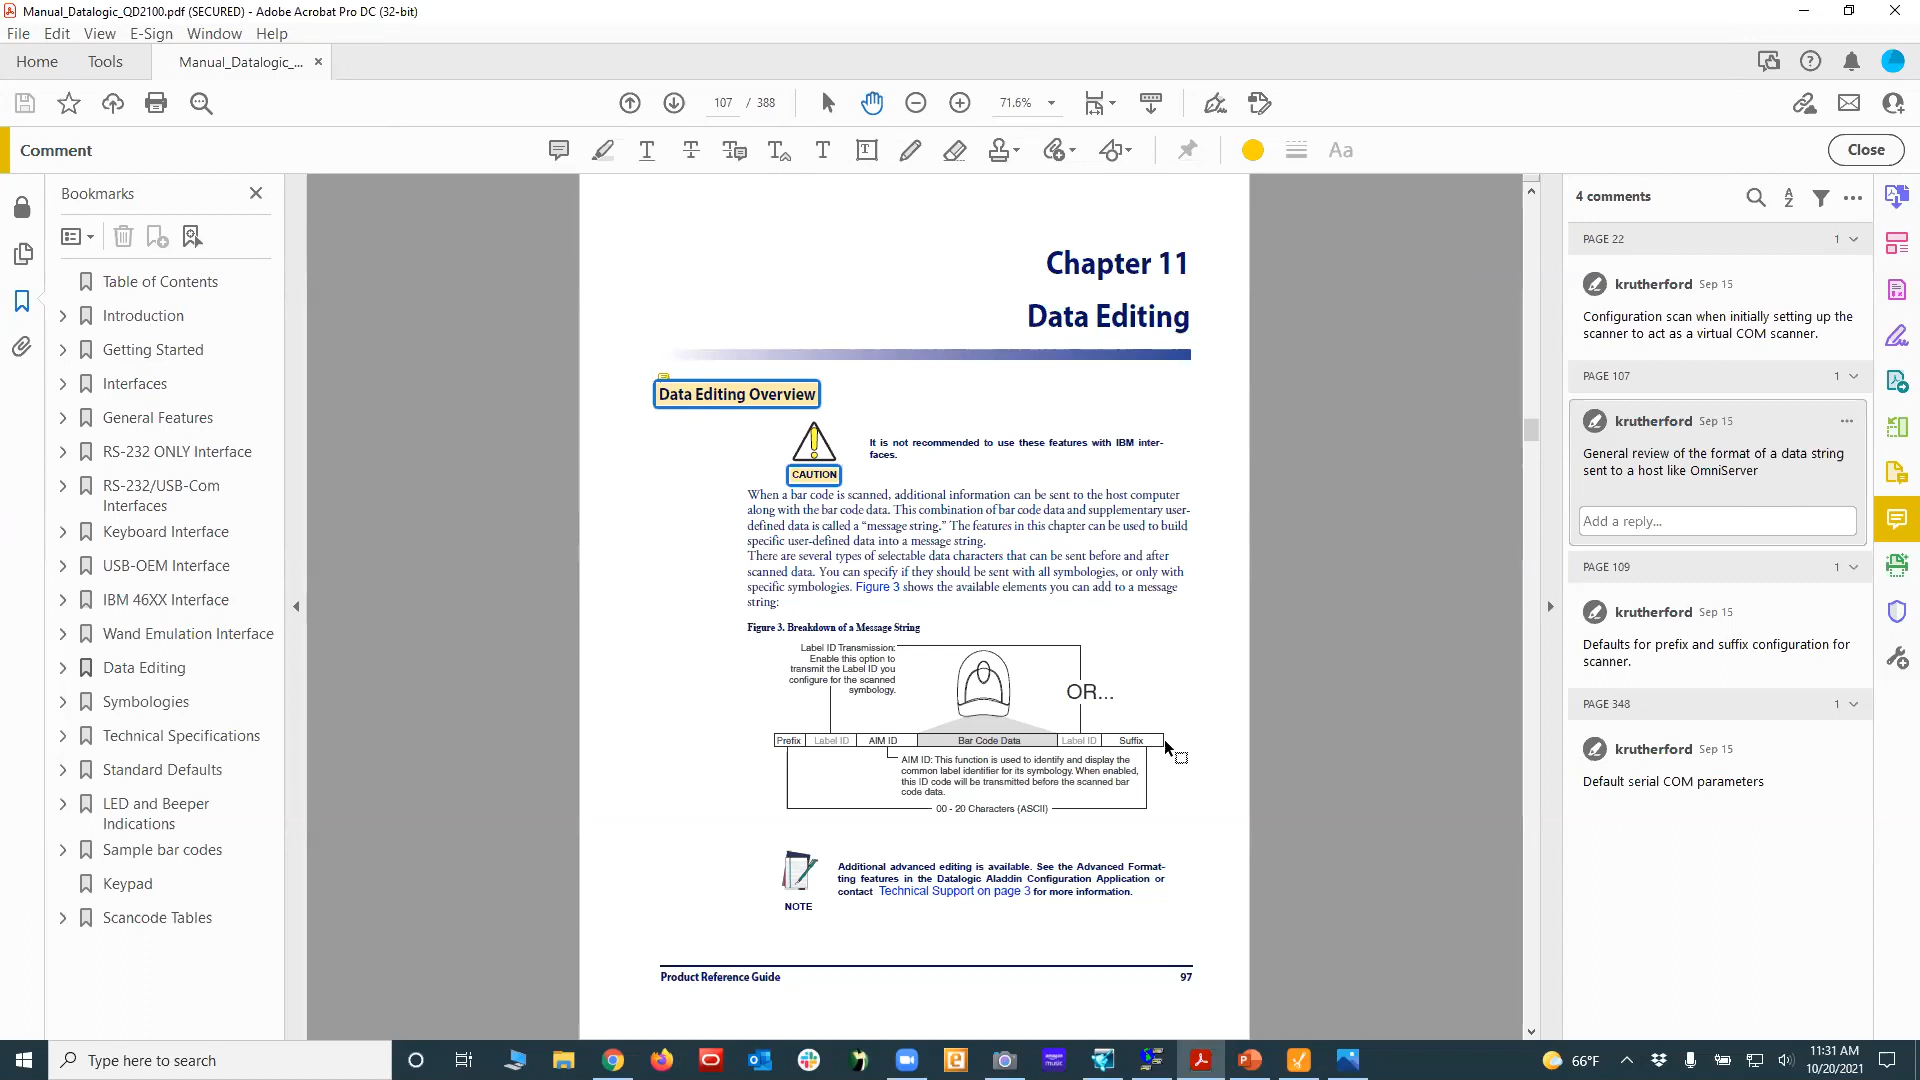 Manual_Datalogic_QD2100.pdf (SECURED) - Adobe Acrobat Pro DC (32-bit)
File Edit View E-Sign Window Help
Home Tools Manual_Datalogic_... ×
107 / 388 71.6%
Comment
Close
Bookmarks
Table of Contents
Introduction
Getting Started
Interfaces
General Features
RS-232 ONLY Interface
RS-232/USB-Com
Interfaces
Keyboard Interface
USB-OEM Interface
IBM 46XX Interface
Wand Emulation Interface
Data Editing
Symbologies
Technical Specifications
Standard Defaults
LED and Beeper
Indications
Sample bar codes
Keypad
Scancode Tables
Chapter 11
Data Editing
Data Editing Overview
CAUTION
It is not recommended to use these features with IBM inter-
faces.
When a bar code is scanned, additional information can be sent to the host computer
along with the bar code data. This combination of bar code data and supplementary user-
defined data is called a “message string.” The features in this chapter can be used to build
specific user-defined data into a message string.
There are several types of selectable data characters that can be sent before and after
scanned data. You can specify if they should be sent with all symbologies, or only with
specific symbologies. Figure 3 shows the available elements you can add to a message
string:
Figure 3. Breakdown of a Message String
Label ID Transmission:
Enable this option to
transmit the Label ID you
configure for the scanned
symbology.
OR...
Prefix Label ID AIM ID Bar Code Data Label ID Suffix
AIM ID: This function is used to identify and display the
common label identifier for its symbology. When enabled,
this ID code will be transmitted before the scanned bar
code data.
00 - 20 Characters (ASCII)
NOTE
Additional advanced editing is available. See the Advanced Format-
ting features in the Datalogic Aladdin Configuration Application or
contact Technical Support on page 3 for more information.
Product Reference Guide 97
4 comments
PAGE 22 1
krutherford Sep 15
Configuration scan when initially setting up the
scanner to act as a virtual COM scanner.
PAGE 107 1
krutherford Sep 15
General review of the format of a data string
sent to a host like OmniServer
Add a reply...
PAGE 109 1
krutherford Sep 15
Defaults for prefix and suffix configuration for
scanner.
PAGE 348 1
krutherford Sep 15
Default serial COM parameters
Type here to search
66°F
11:31 AM
10/20/2021